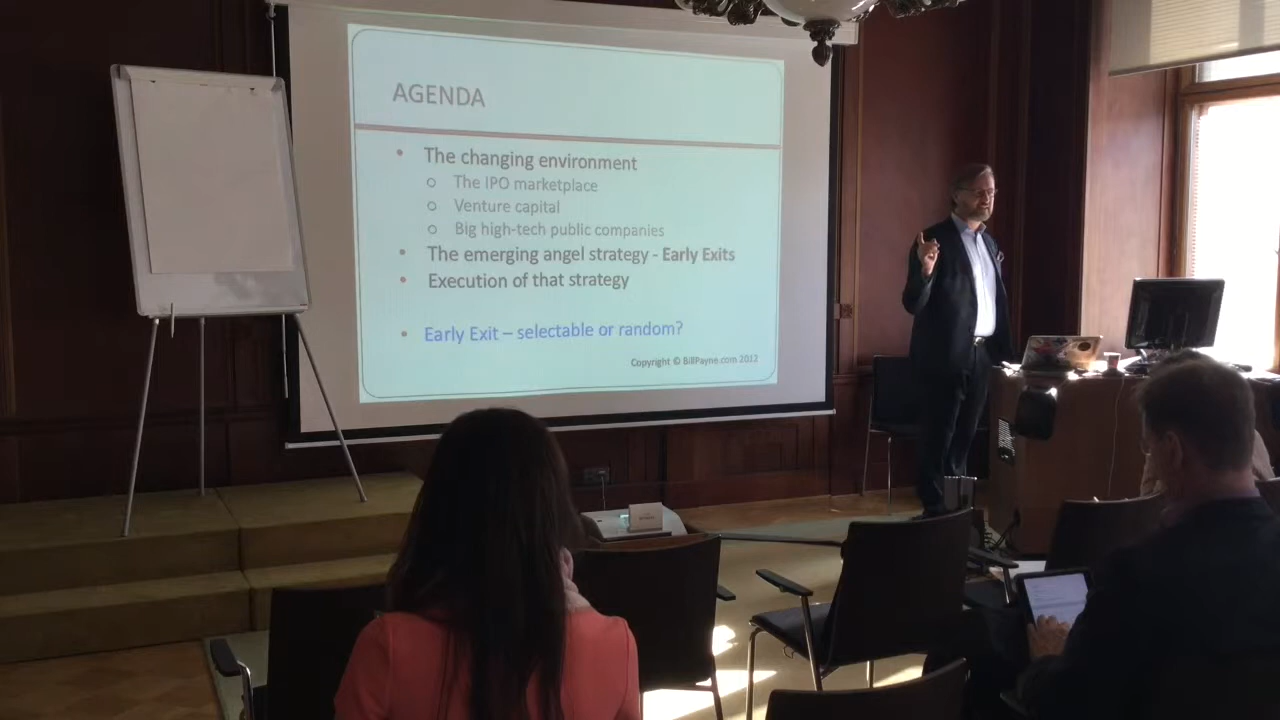 AGENDA
• The changing environment
○ The IPO marketplace
○ Venture capital
○ Big high-tech public companies
• The emerging angel strategy - Early Exits
• Execution of that strategy
• Early Exit – selectable or random?
Copyright © BillPayne.com 2012